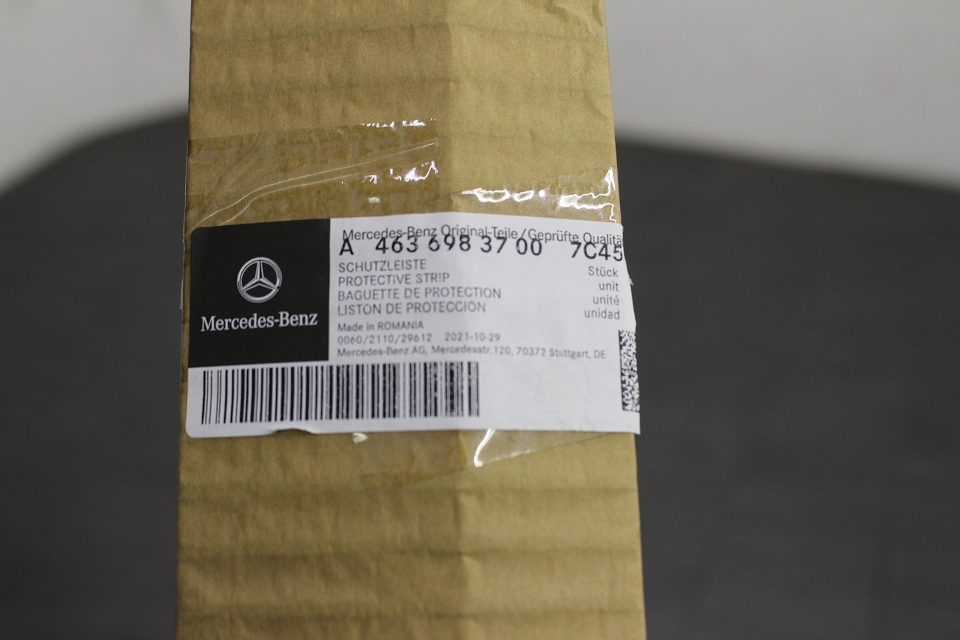 Mercedes-Benz Original-Teile/Geprüfte Qualitä
A 463 698 37 00 7C45
SCHUTZLEISTE Stück
PROTECTIVE STRIP unit
BAGUETTE DE PROTECTION unité
LISTON DE PROTECCION unidad
Made in ROMANIA
0060/2110/29612 2021-10-29
Mercedes-Benz AG, Mercedesstr.120, 70372 Stuttgart, DE
Mercedes-Benz